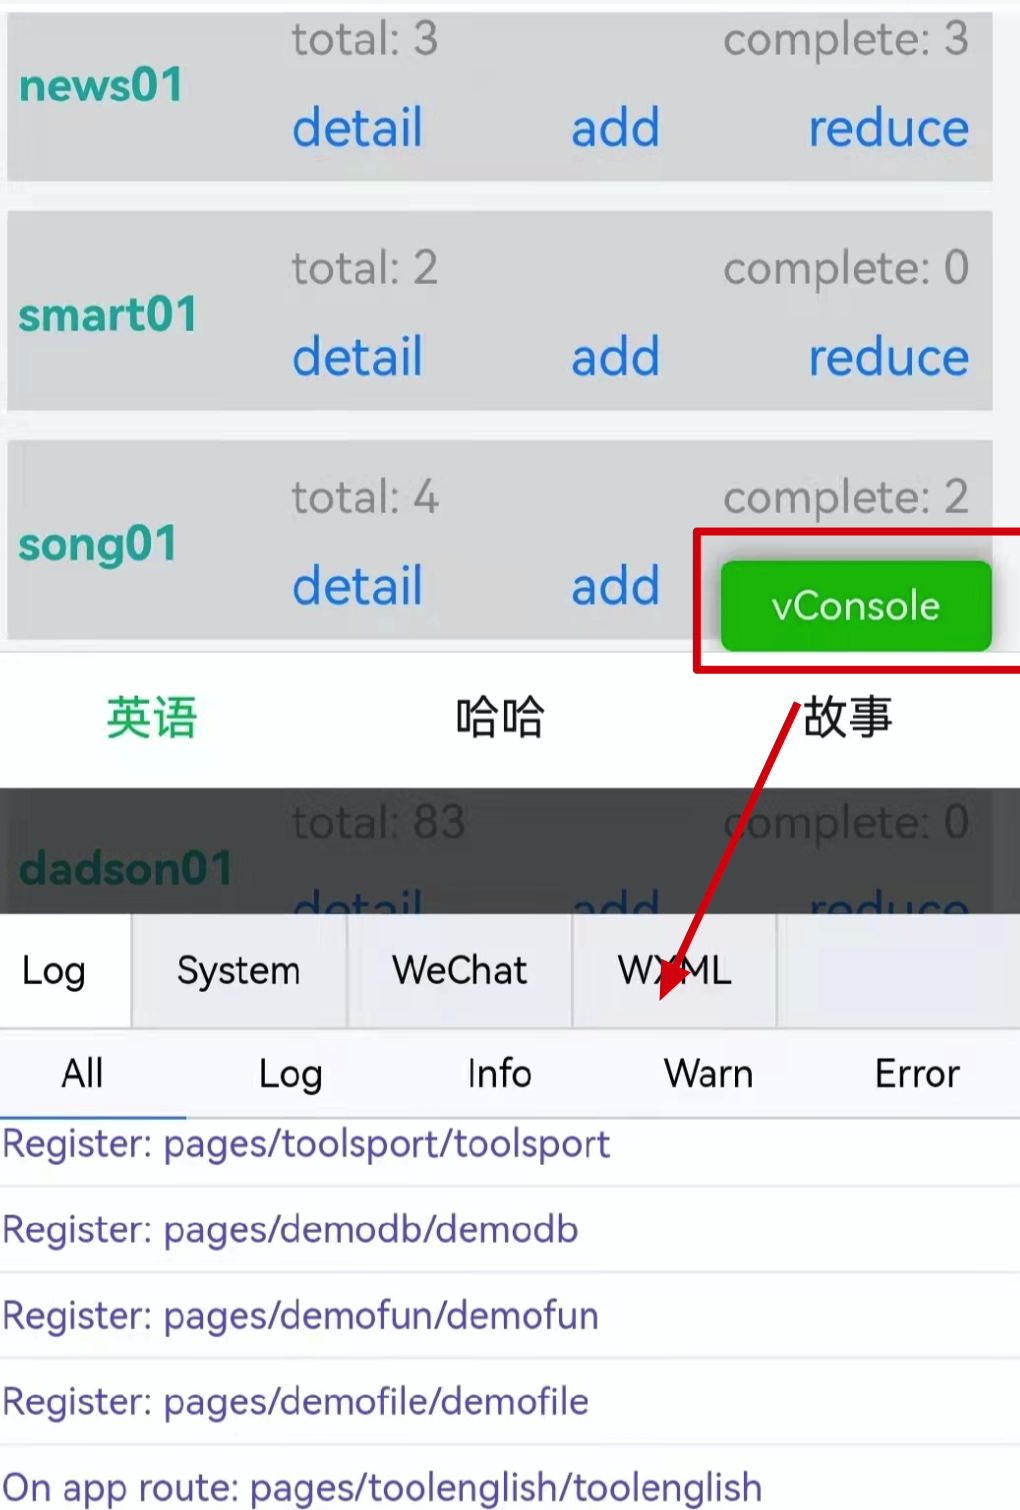 total: 3 complete: 3
news01
detail add reduce
total: 2 complete: 0
smart01
detail add reduce
total: 4 complete: 2
song01
detail add vConsole
英语 哈哈 故事
total: 83 complete: 0
dadson01
detail add reduce
Log System WeChat WXML
All Log Info Warn Error
Register: pages/toolsport/toolsport
Register: pages/demodb/demodb
Register: pages/demofun/demofun
Register: pages/demofile/demofile
On app route: pages/toolenglish/toolenglish